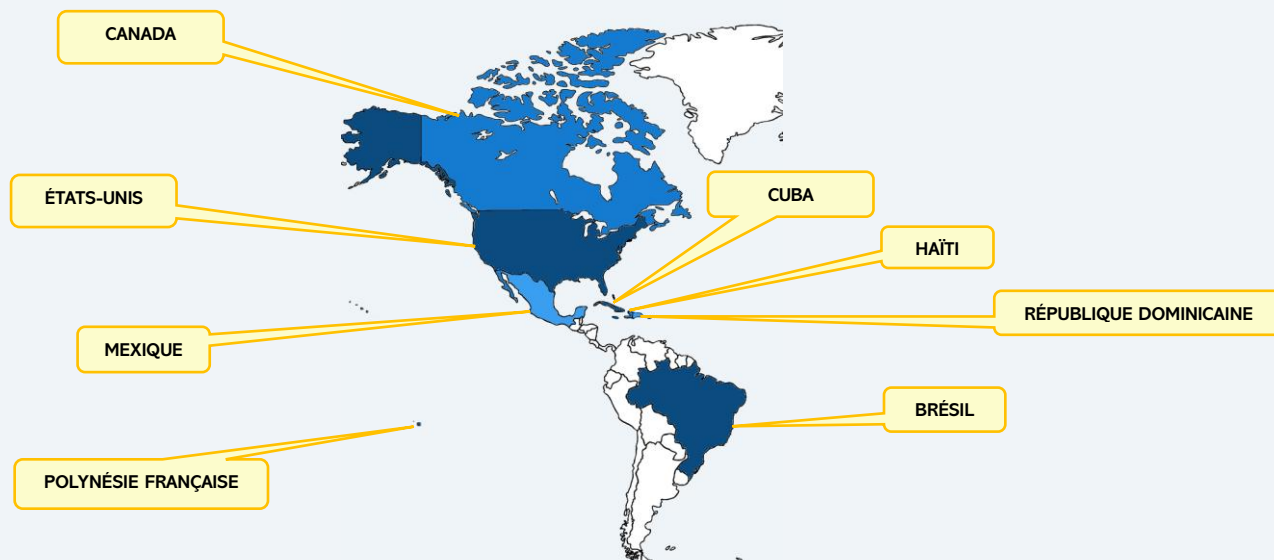 CANADA
ÉTATS-UNIS
CUBA
HAÏTI
RÉPUBLIQUE DOMINICAINE
MEXIQUE
BRÉSIL
POLYNÉSIE FRANÇAISE